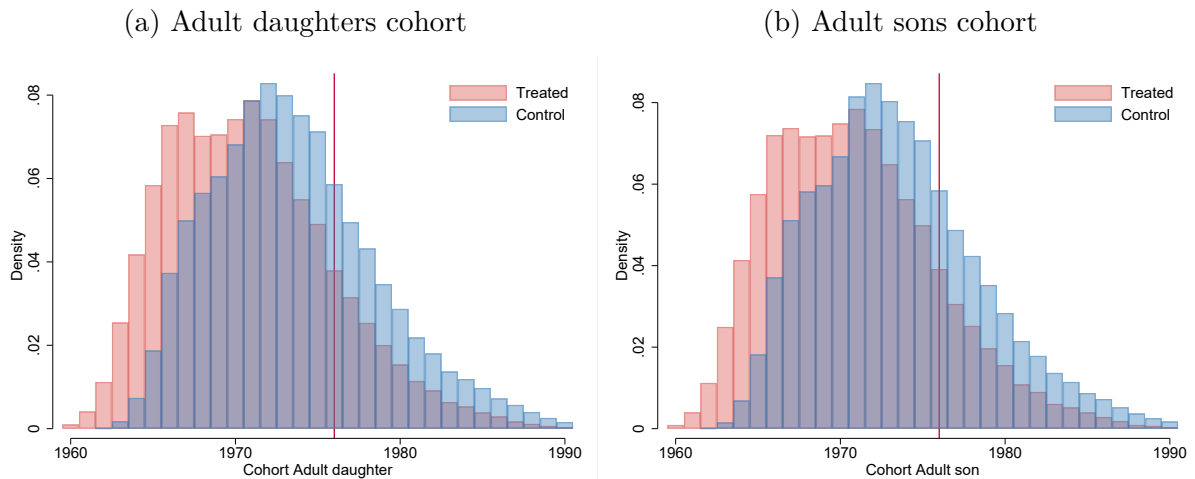 (a) Adult daughters cohort
Treated
Control
Density
0
.02
.04
.06
.08
1960
1970
1980
1990
Cohort Adult daughter
(b) Adult sons cohort
Treated
Control
Density
0
.02
.04
.06
.08
1960
1970
1980
1990
Cohort Adult son